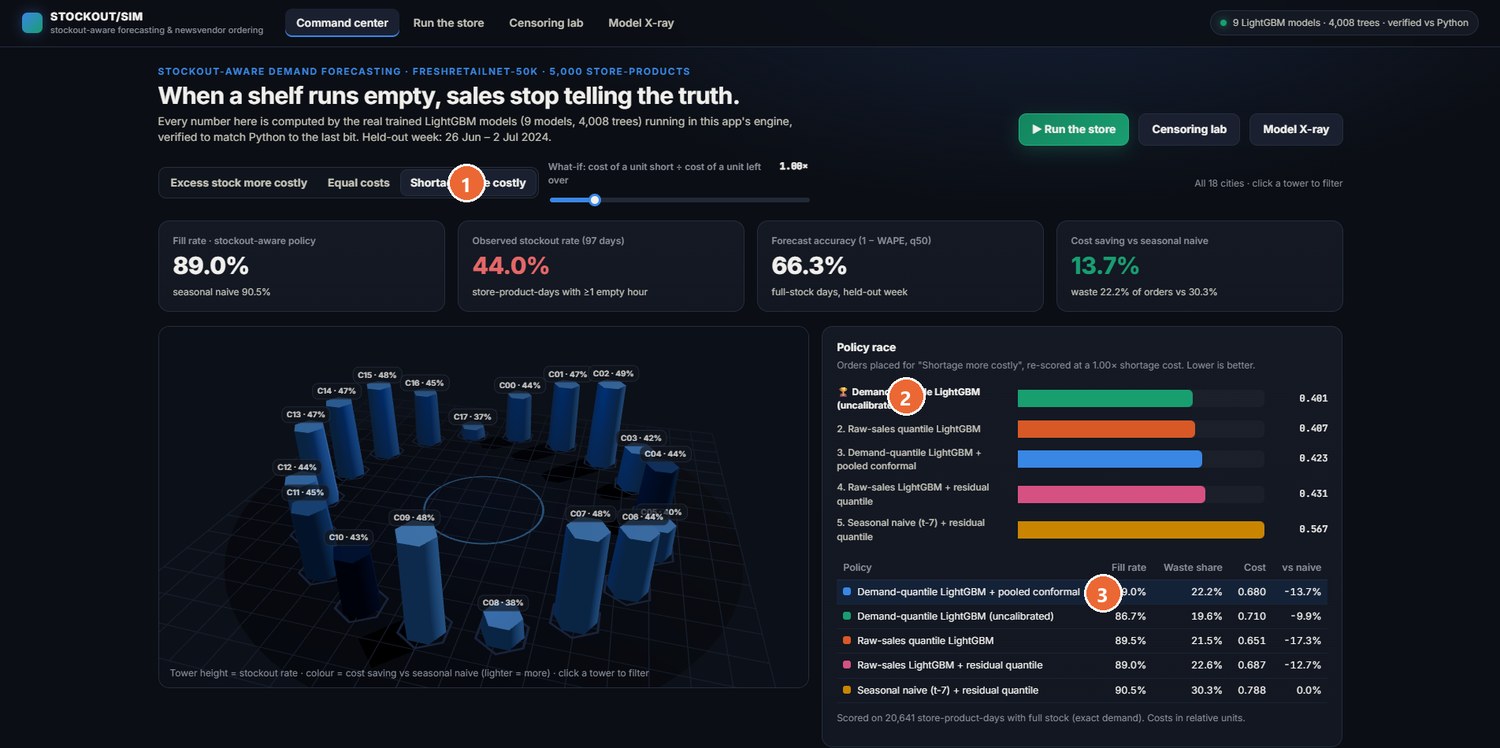 STOCKOUT/SIM
stockout-aware forecasting & newsvendor ordering
Command center
Run the store
Censoring lab
Model X-ray
9 LightGBM models · 4,008 trees · verified vs Python
STOCKOUT-AWARE DEMAND FORECASTING · FRESHRETAILNET-50K · 5,000 STORE-PRODUCTS
When a shelf runs empty, sales stop telling the truth.
Every number here is computed by the real trained LightGBM models (9 models, 4,008 trees) running in this app's engine,
verified to match Python to the last bit. Held-out week: 26 Jun – 2 Jul 2024.
▶ Run the store
Censoring lab
Model X-ray
Excess stock more costly
Equal costs
costly
1
What-if: cost of a unit short ÷ cost of a unit left
over
1.00×
All 18 cities · click a tower to filter
Fill rate · stockout-aware policy
89.0%
seasonal naive 90.5%
Observed stockout rate (97 days)
44.0%
store-product-days with ≥1 empty hour
Forecast accuracy (1 − WAPE, q50)
66.3%
full-stock days, held-out week
Cost saving vs seasonal naive
13.7%
waste 22.2% of orders vs 30.3%
C15 · 48%
C16 · 45%
C14 · 47%
C00 · 44%
C01 · 47%
C02 · 49%
C13 · 47%
C17 · 37%
C03 · 42%
C04 · 44%
C12 · 44%
C11 · 45%
C09 · 48%
C07 · 48%
C06 · 44%
C10 · 43%
C08 · 38%
Tower height = stockout rate · colour = cost saving vs seasonal naive (lighter = more) · click a tower to filter
Policy race
Orders placed for "Shortage more costly", re-scored at a 1.00× shortage cost. Lower is better.
LightGBM
2
0.401
2. Raw-sales quantile LightGBM
0.407
3. Demand-quantile LightGBM +
pooled conformal
0.423
4. Raw-sales LightGBM + residual
quantile
0.431
5. Seasonal naive (t-7) + residual
quantile
0.567
Policy Fill rate Waste share Cost vs naive
Demand-quantile LightGBM + pooled conformal 3 22.2% 0.680 -13.7%
Demand-quantile LightGBM (uncalibrated) 86.7% 19.6% 0.710 -9.9%
Raw-sales quantile LightGBM 89.5% 21.5% 0.651 -17.3%
Raw-sales LightGBM + residual quantile 89.0% 22.6% 0.687 -12.7%
Seasonal naive (t-7) + residual quantile 90.5% 30.3% 0.788 0.0%
Scored on 20,641 store-product-days with full stock (exact demand). Costs in relative units.